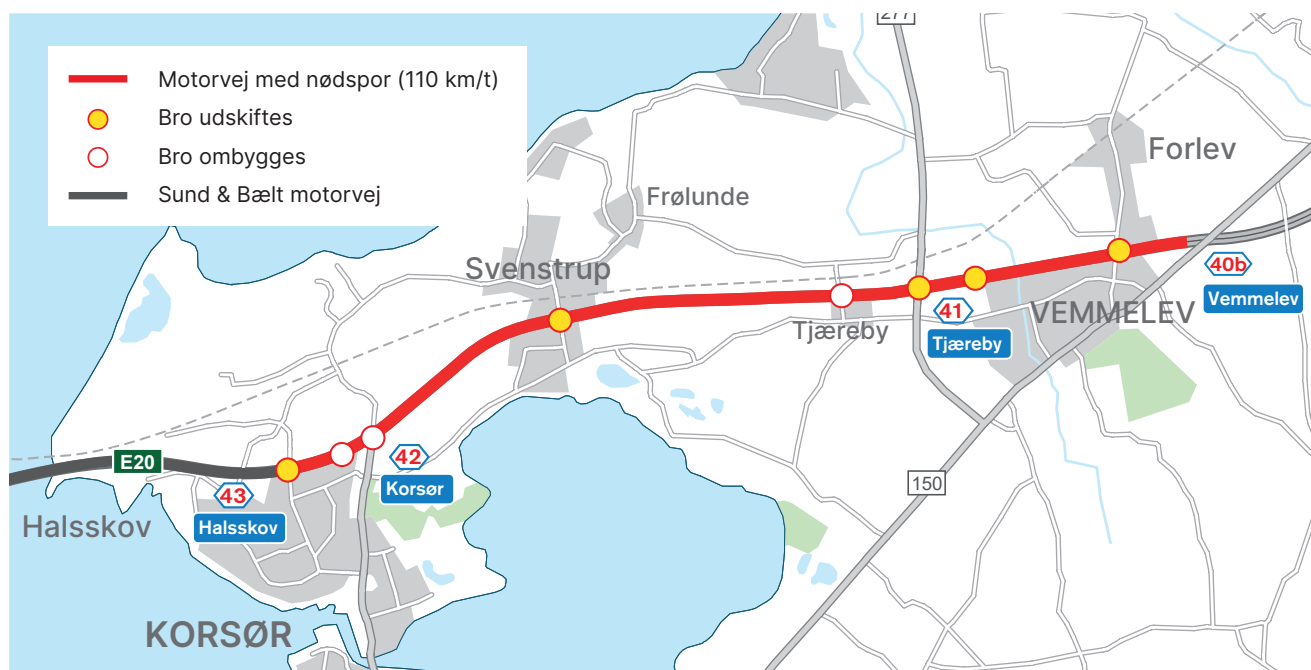 277
Motorvej med nødspor (110 km/t)
Bro udskiftes
Bro ombygges
Sund & Bælt motorvej
Forlev
Frølunde
Svenstrup
40b
Vemmelev
41
VEMMELEV
Tjæreby
Tjæreby
42
E20
Korsør
150
43
Halsskov
Halsskov
KORSØR